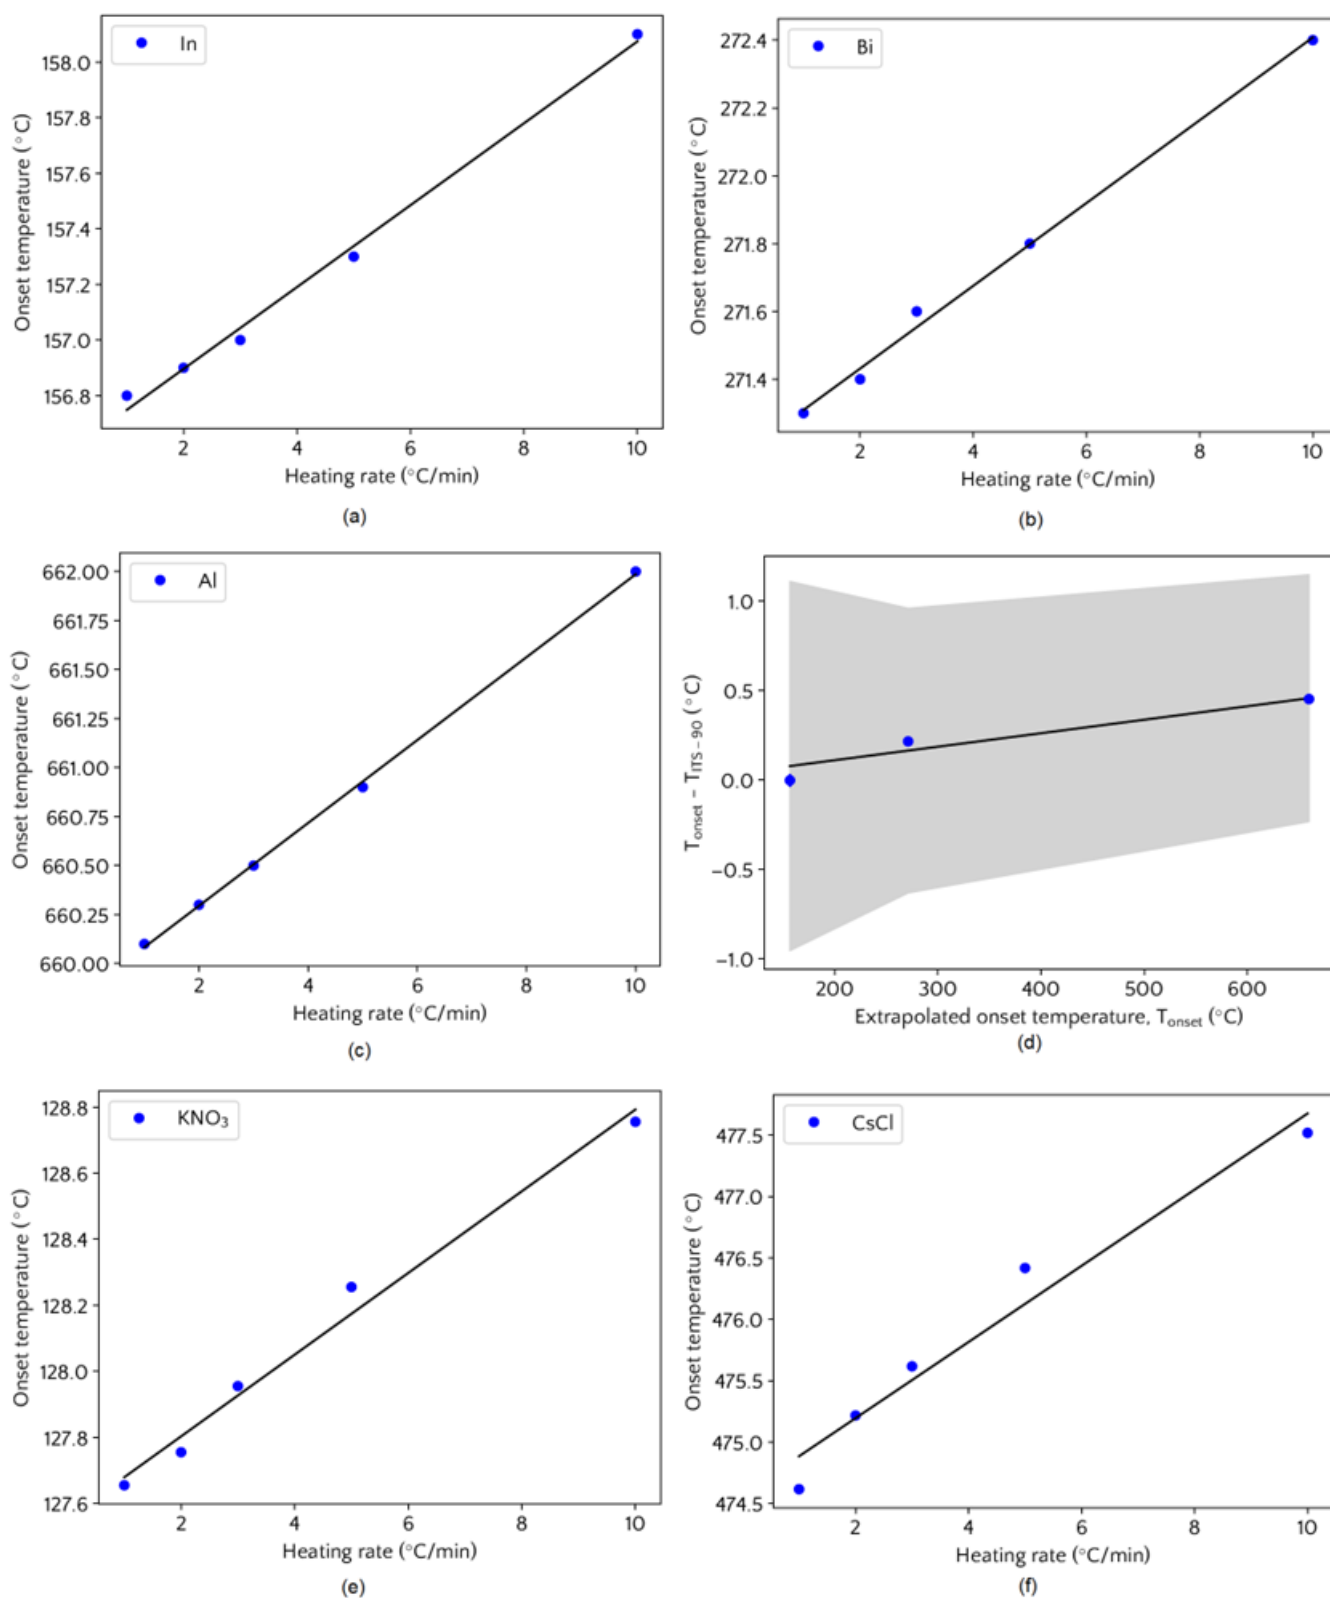 In
158.0
157.8
157.6
157.4
157.2
157.0
156.8
Onset temperature (°C)
2 4 6 8 10
Heating rate (°C/min)
(a)
Bi
272.4
272.2
272.0
271.8
271.6
271.4
Onset temperature (°C)
2 4 6 8 10
Heating rate (°C/min)
(b)
Al
662.00
661.75
661.50
661.25
661.00
660.75
660.50
660.25
660.00
Onset temperature (°C)
2 4 6 8 10
Heating rate (°C/min)
(c)
1.0
0.5
0.0
−0.5
−1.0
Tonset − TITS−90 (°C)
200 300 400 500 600
Extrapolated onset temperature, Tonset (°C)
(d)
KNO3
128.8
128.6
128.4
128.2
128.0
127.8
127.6
Onset temperature (°C)
2 4 6 8 10
Heating rate (°C/min)
(e)
CsCl
477.5
477.0
476.5
476.0
475.5
475.0
474.5
Onset temperature (°C)
2 4 6 8 10
Heating rate (°C/min)
(f)